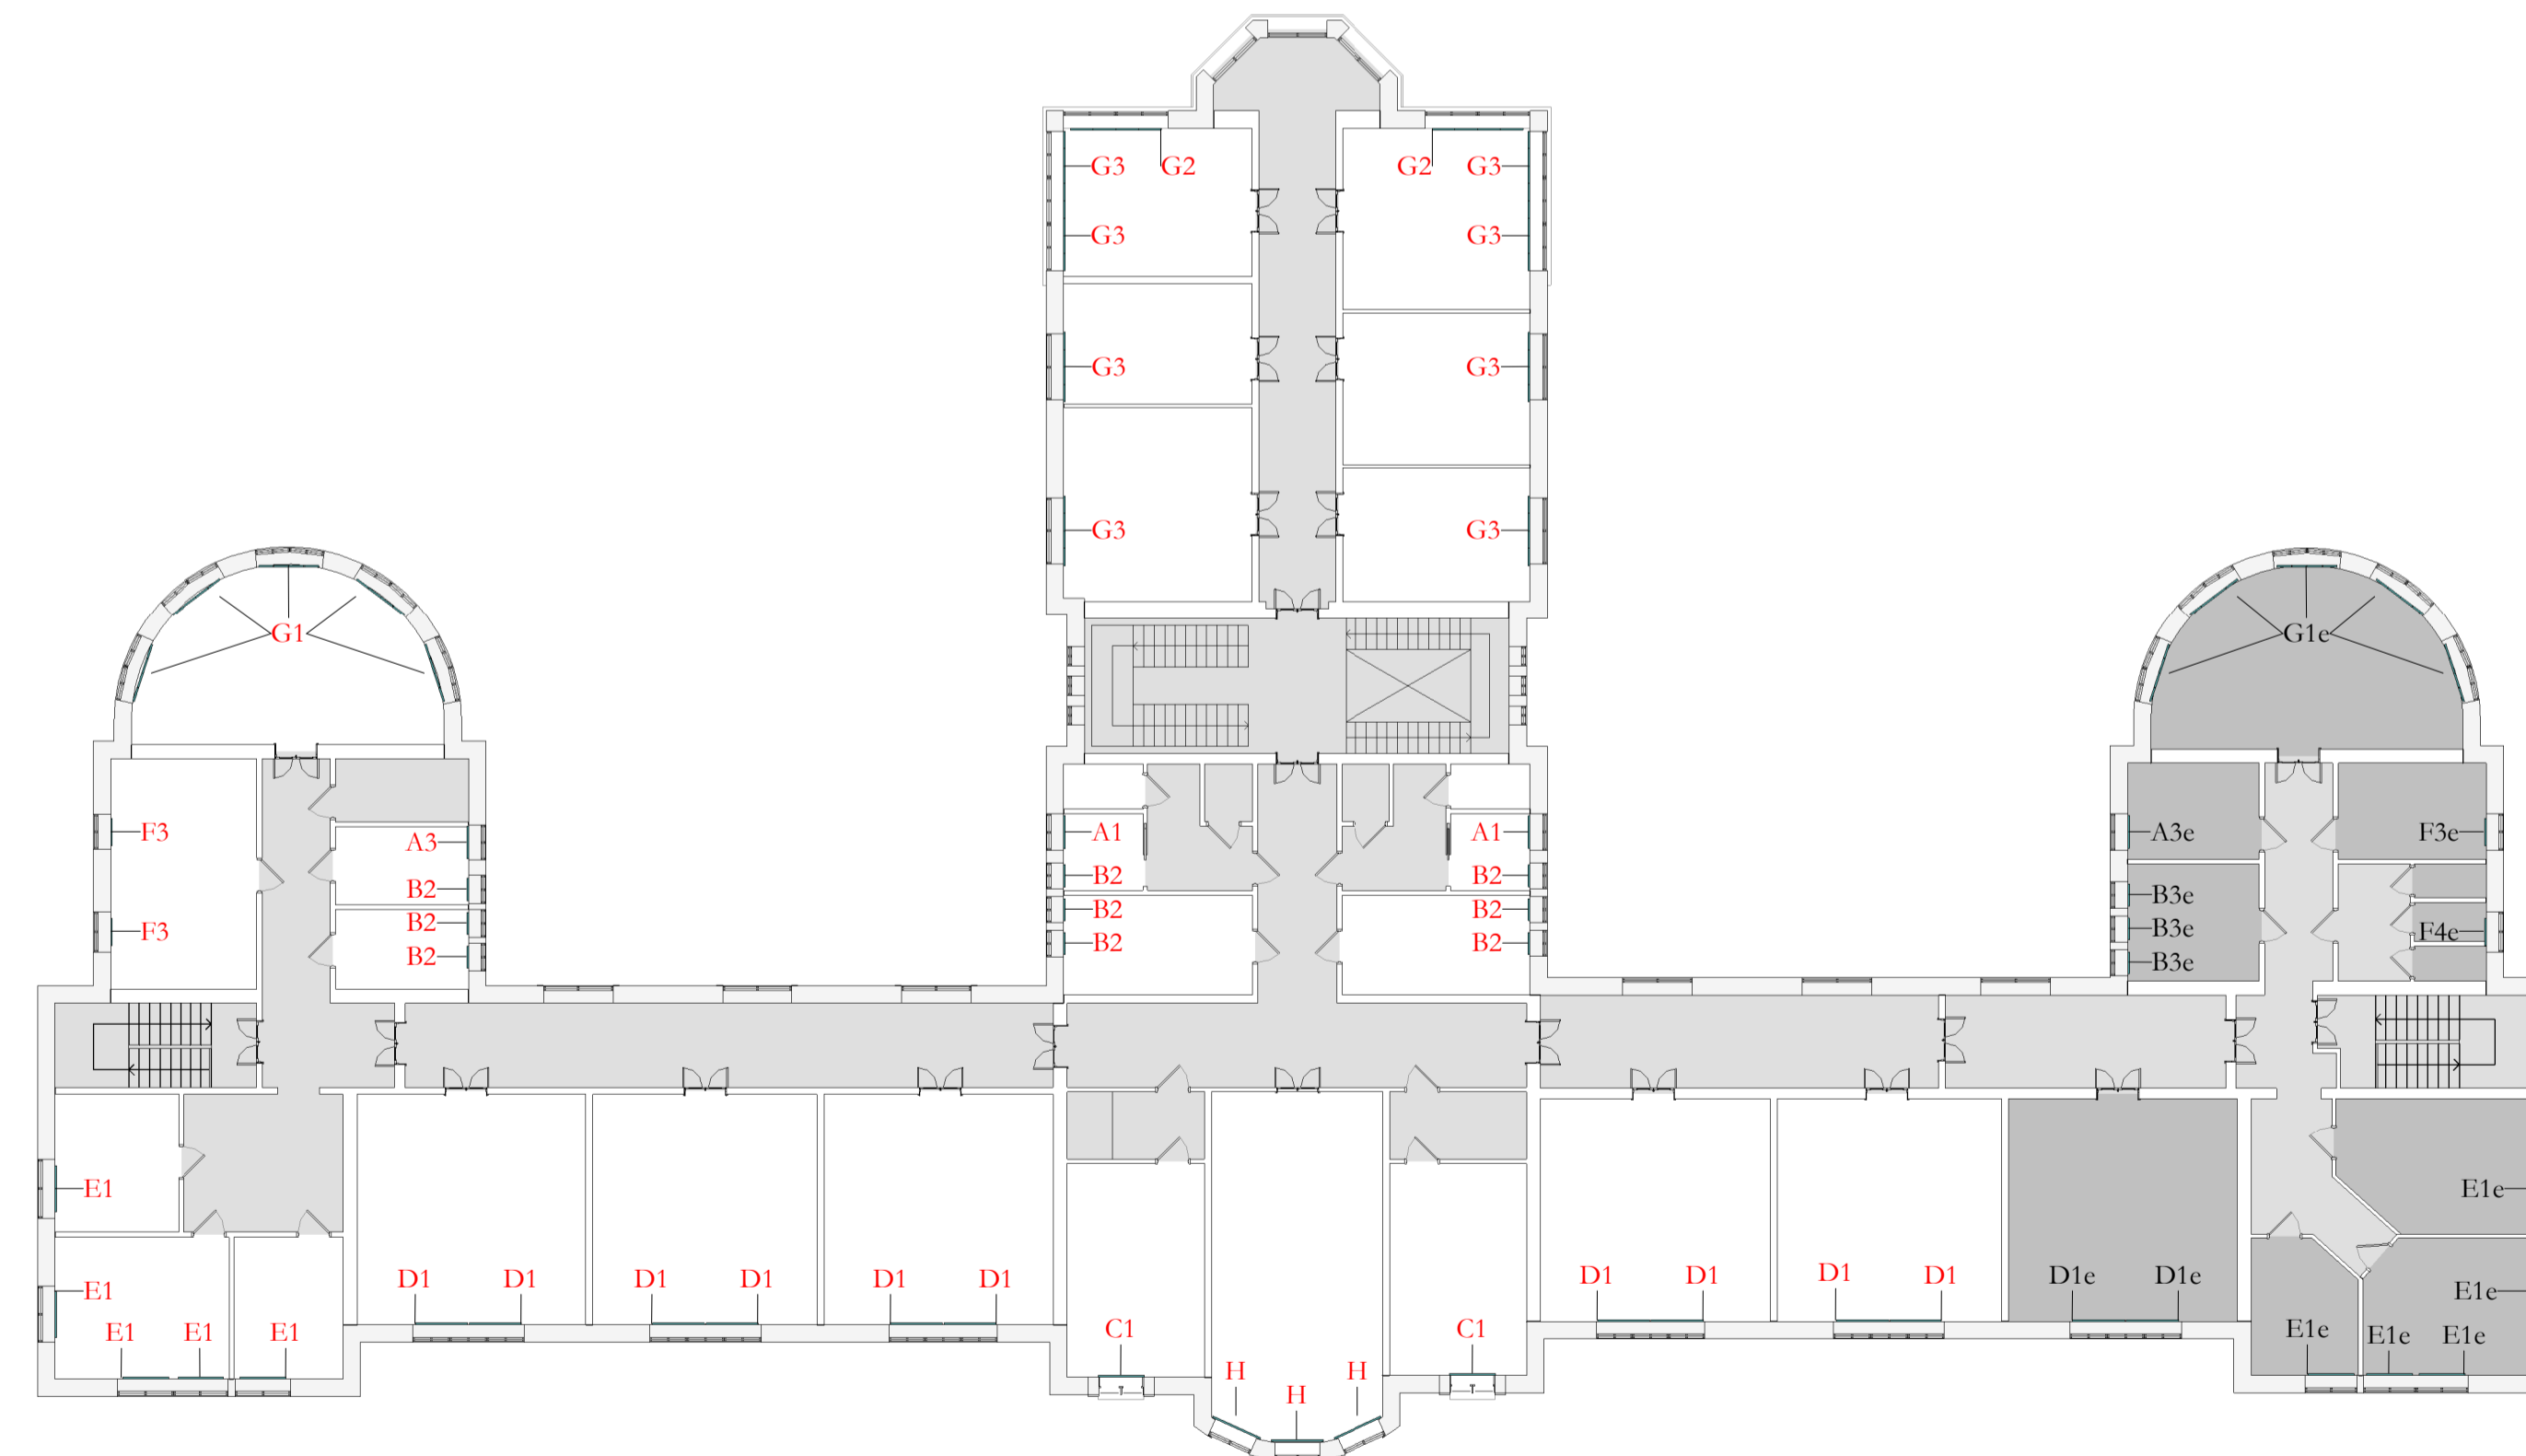 G3 G2 G2 G3
G3 G3
G3 G3
G3 G3
G1 G1e
F3 A3 A1 A1 A3e F3e
B2 B2 B2 B3e
B2 B2 B2 B3e F4e
F3 B2 B2 B2 B3e
E1 E1e
E1 D1 D1 D1 D1 D1 D1 D1 D1 D1 D1 D1e D1e E1e
E1 E1 E1 C1 C1 E1e E1e E1e
H H H